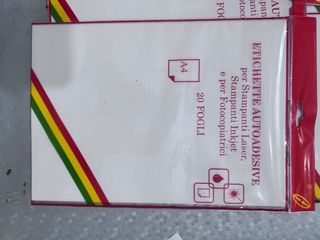 ETICHETTE AUTOADESIVE
per Stampanti Laser,
Stampanti Inkjet
e per Fotocopiatrici
A4
20 FOGLI